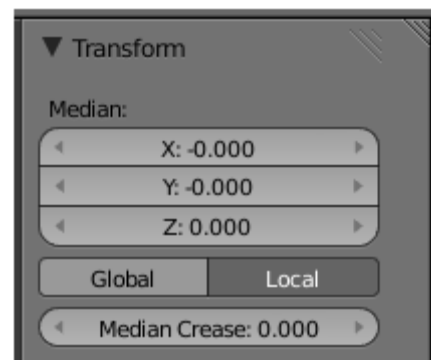 Transform
Median:
X: -0.000
Y: -0.000
Z: 0.000
Global Local
Median Crease: 0.000